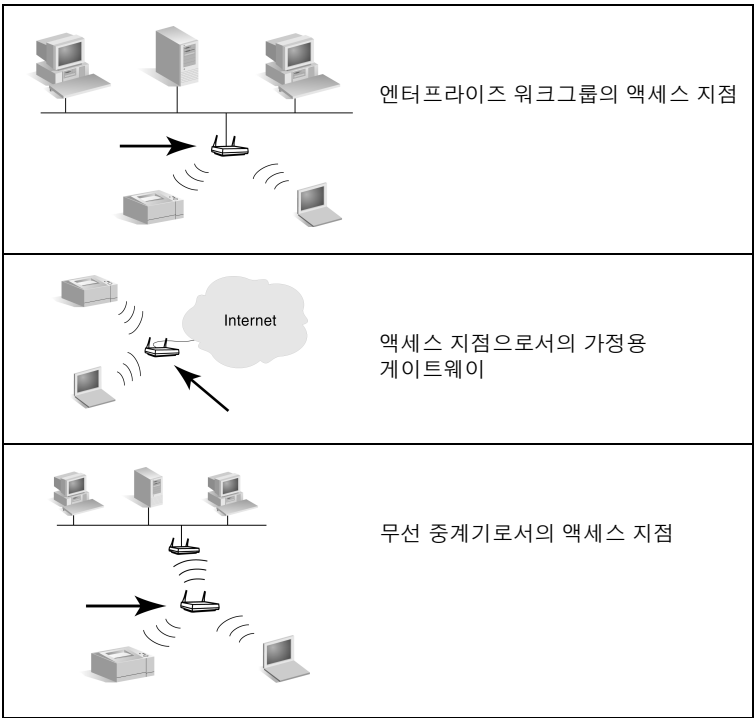 엔터프라이즈 워크그룹의 액세스 지점
Internet
액세스 지점으로서의 가정용
게이트웨이
무선 중계기로서의 액세스 지점